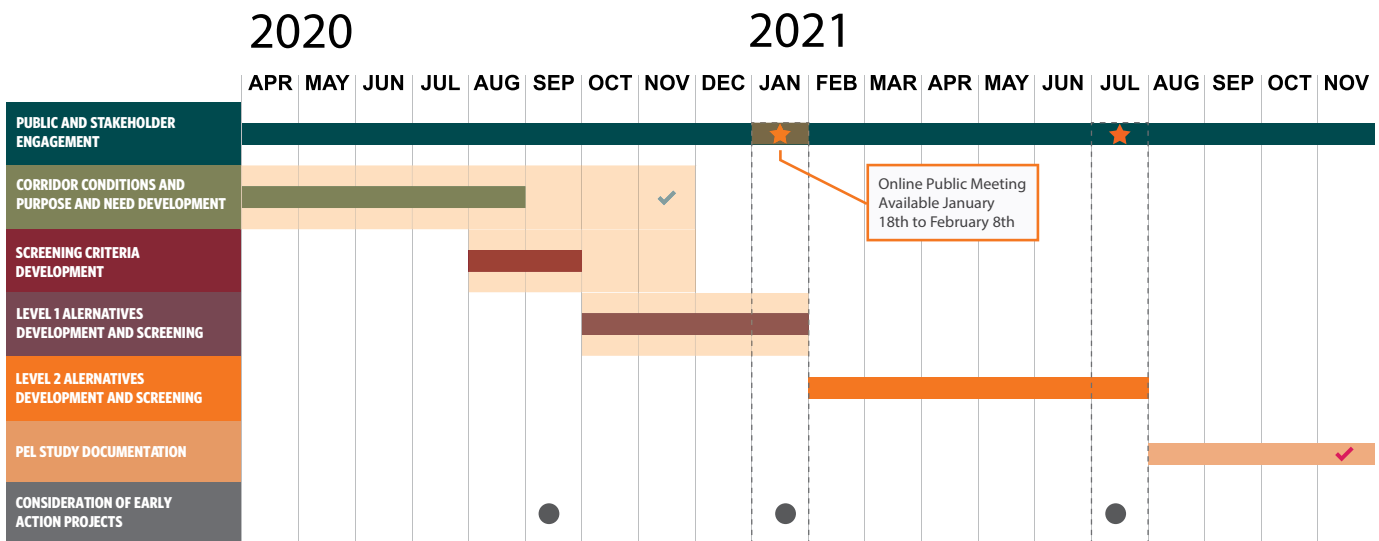 2020
2021
APR MAY JUN JUL AUG SEP OCT NOV DEC JAN FEB MAR APR MAY JUN JUL AUG SEP OCT NOV
PUBLIC AND STAKEHOLDER
ENGAGEMENT
CORRIDOR CONDITIONS AND
PURPOSE AND NEED DEVELOPMENT
Online Public Meeting
Available January
18th to February 8th
SCREENING CRITERIA
DEVELOPMENT
LEVEL 1 ALERNATIVES
DEVELOPMENT AND SCREENING
LEVEL 2 ALERNATIVES
DEVELOPMENT AND SCREENING
PEL STUDY DOCUMENTATION
CONSIDERATION OF EARLY
ACTION PROJECTS